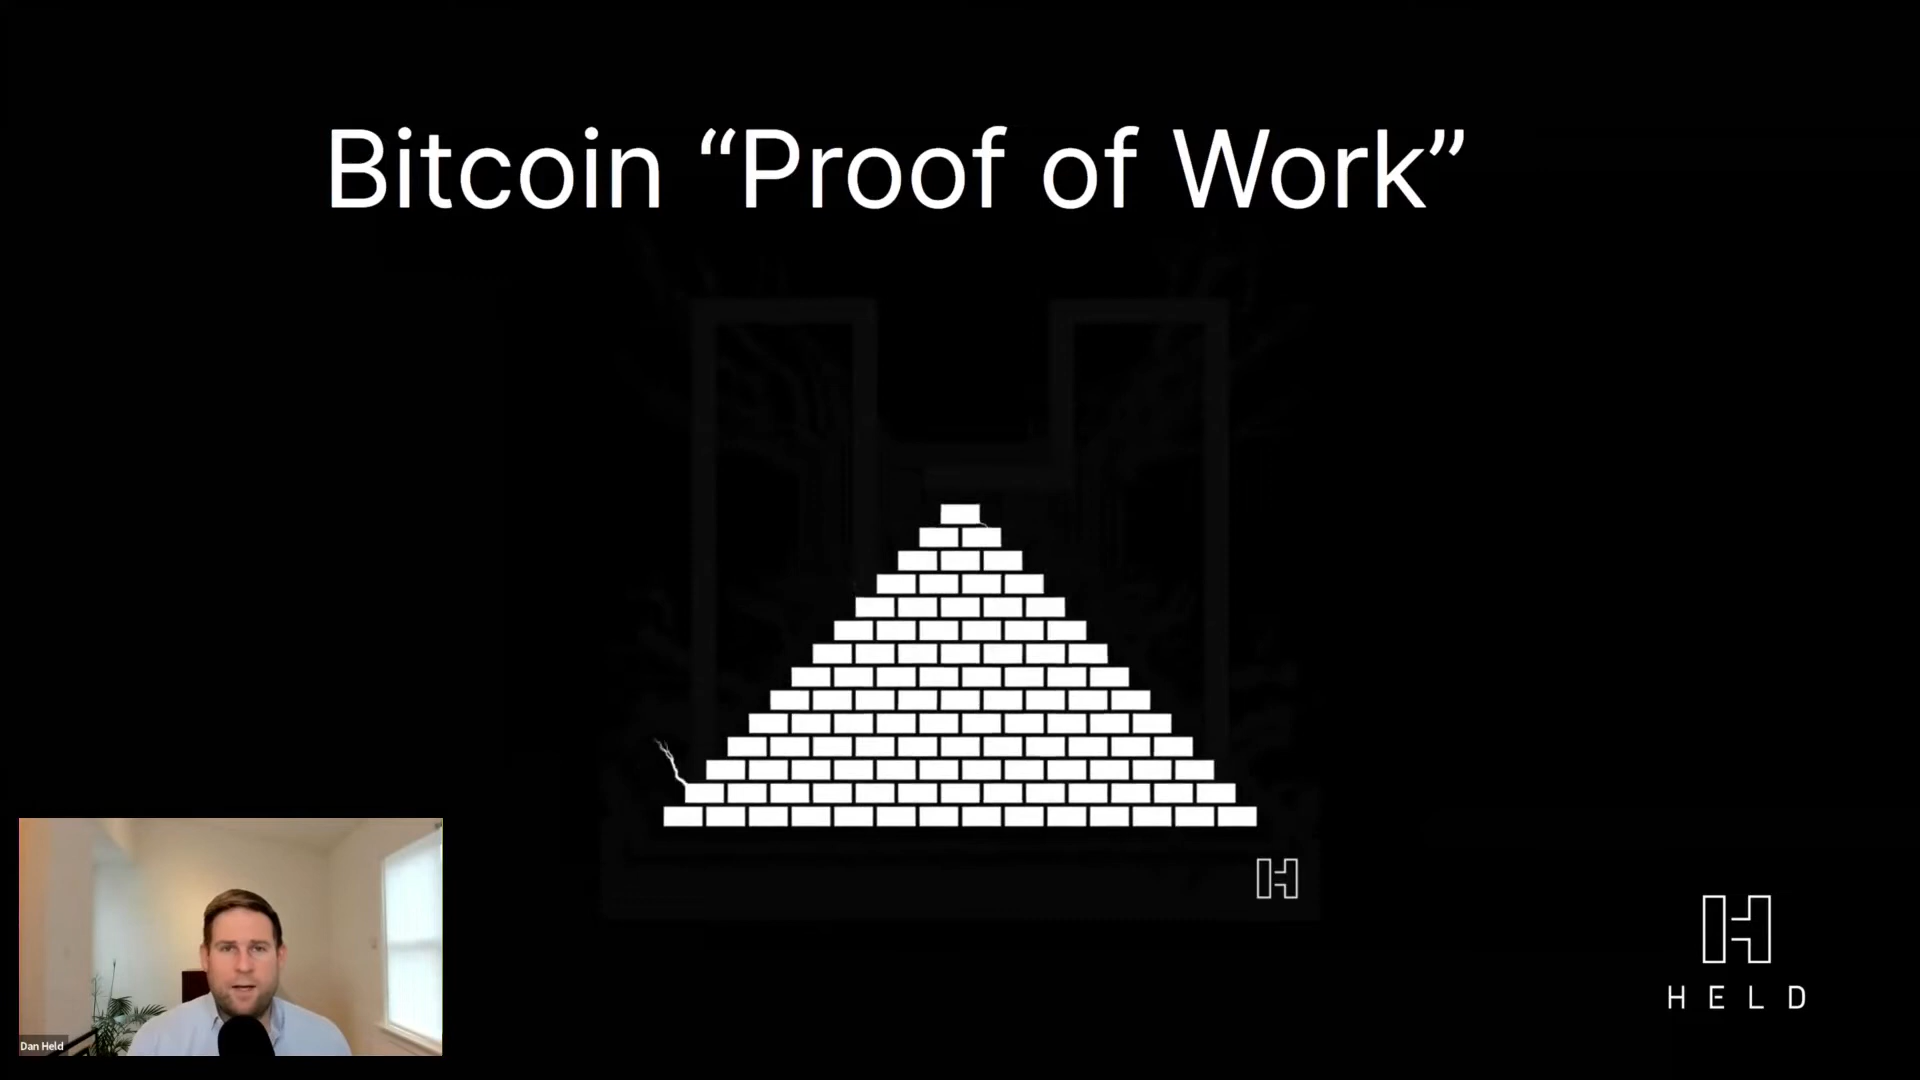 Bitcoin “Proof of Work”
HELD
Dan Held